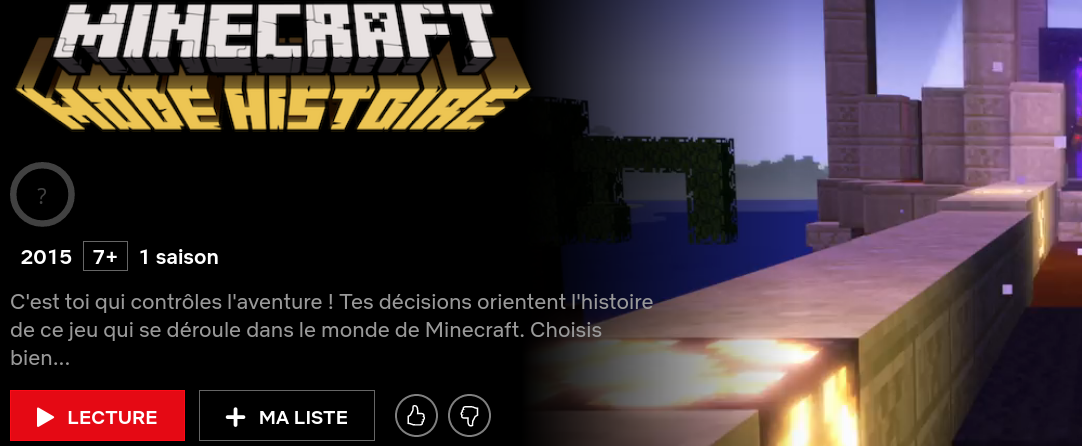 MINECRAFT
MODE HISTOIRE
?
2015 7+ 1 saison
C'est toi qui contrôles l'aventure ! Tes décisions orientent l'histoire
de ce jeu qui se déroule dans le monde de Minecraft. Choisis
bien...
LECTURE MA LISTE